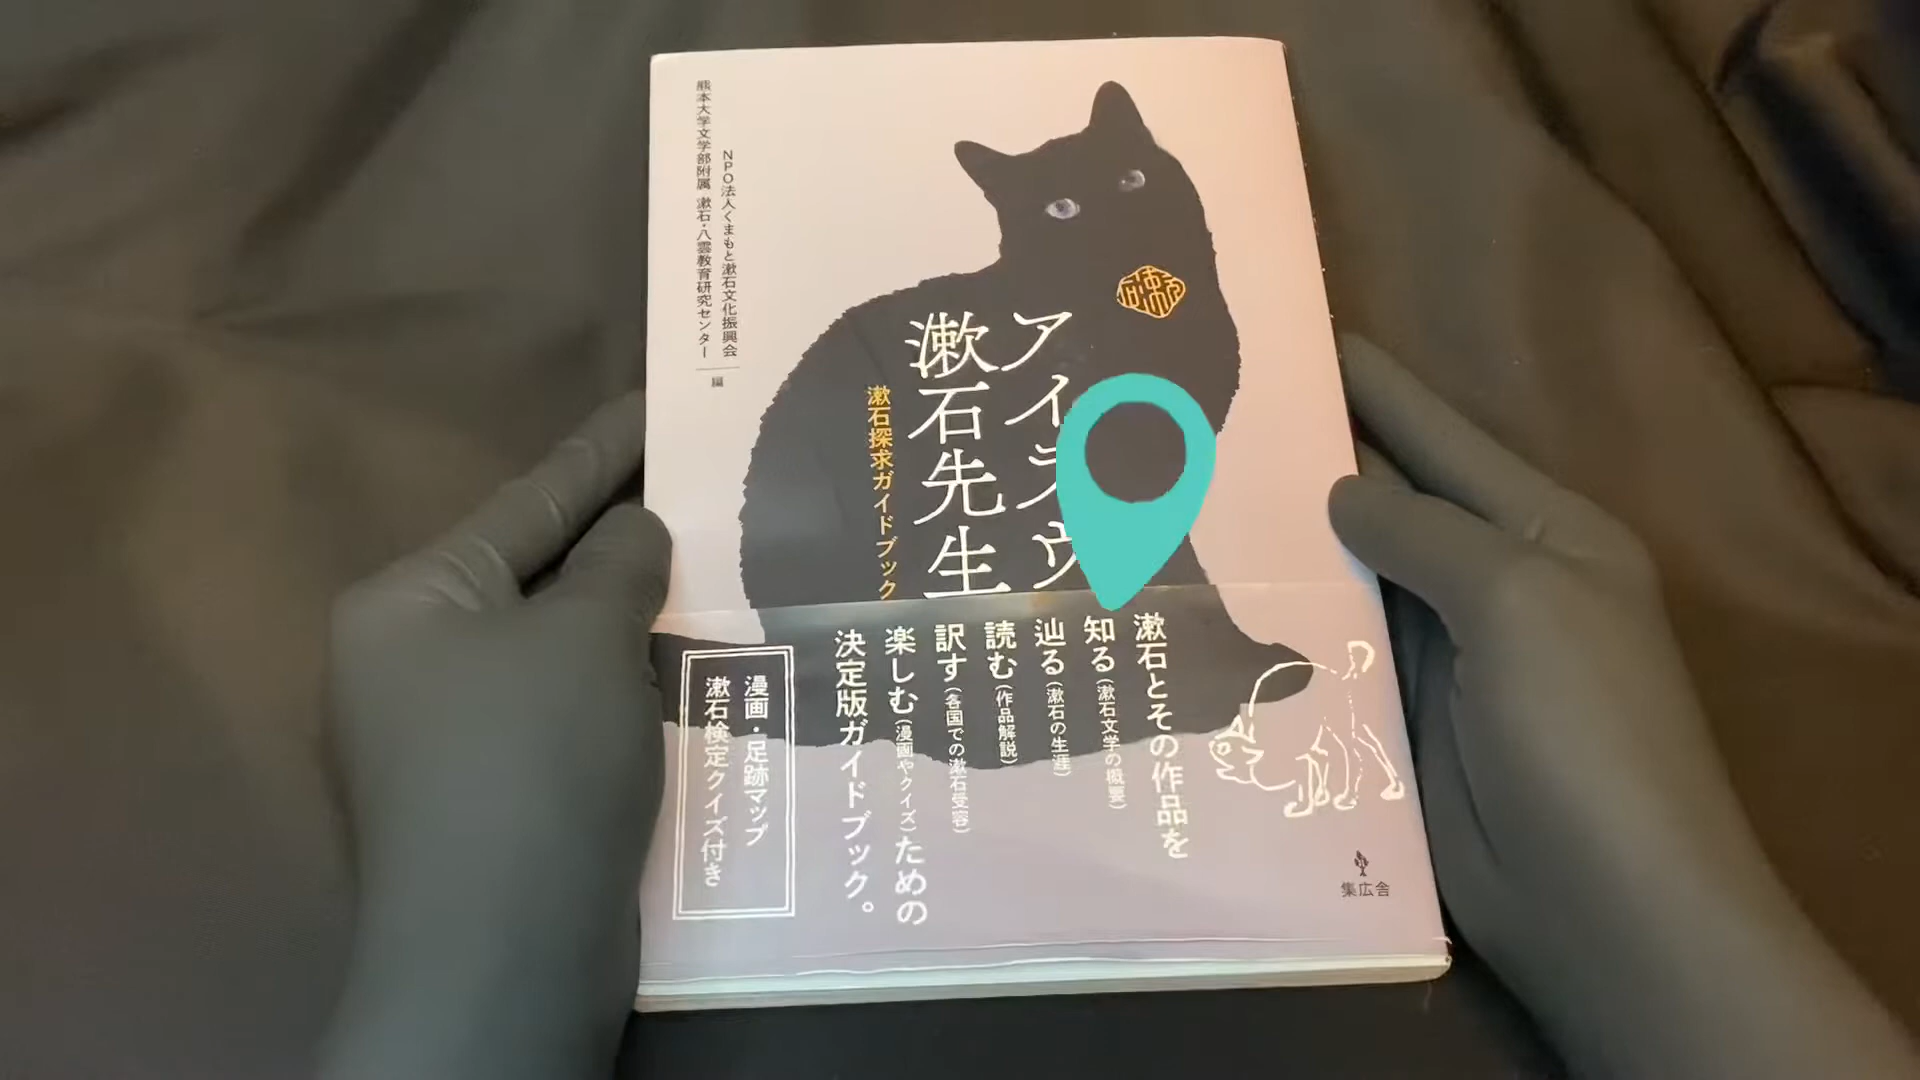 アイラヴ
漱石先生
漱石探求ガイドブック
NPO法人くまもと漱石文化振興会
熊本大学文学部附属 漱石・八雲教育研究センター
編
漱石とその作品を
知る（漱石文学の概要）
辿る（漱石の生涯）
読む（作品解説）
訳す（各国での漱石受容）
楽しむ（漫画やクイズ）ための
決定版ガイドブック。
漫画・足跡マップ
漱石検定クイズ付き
集広舎